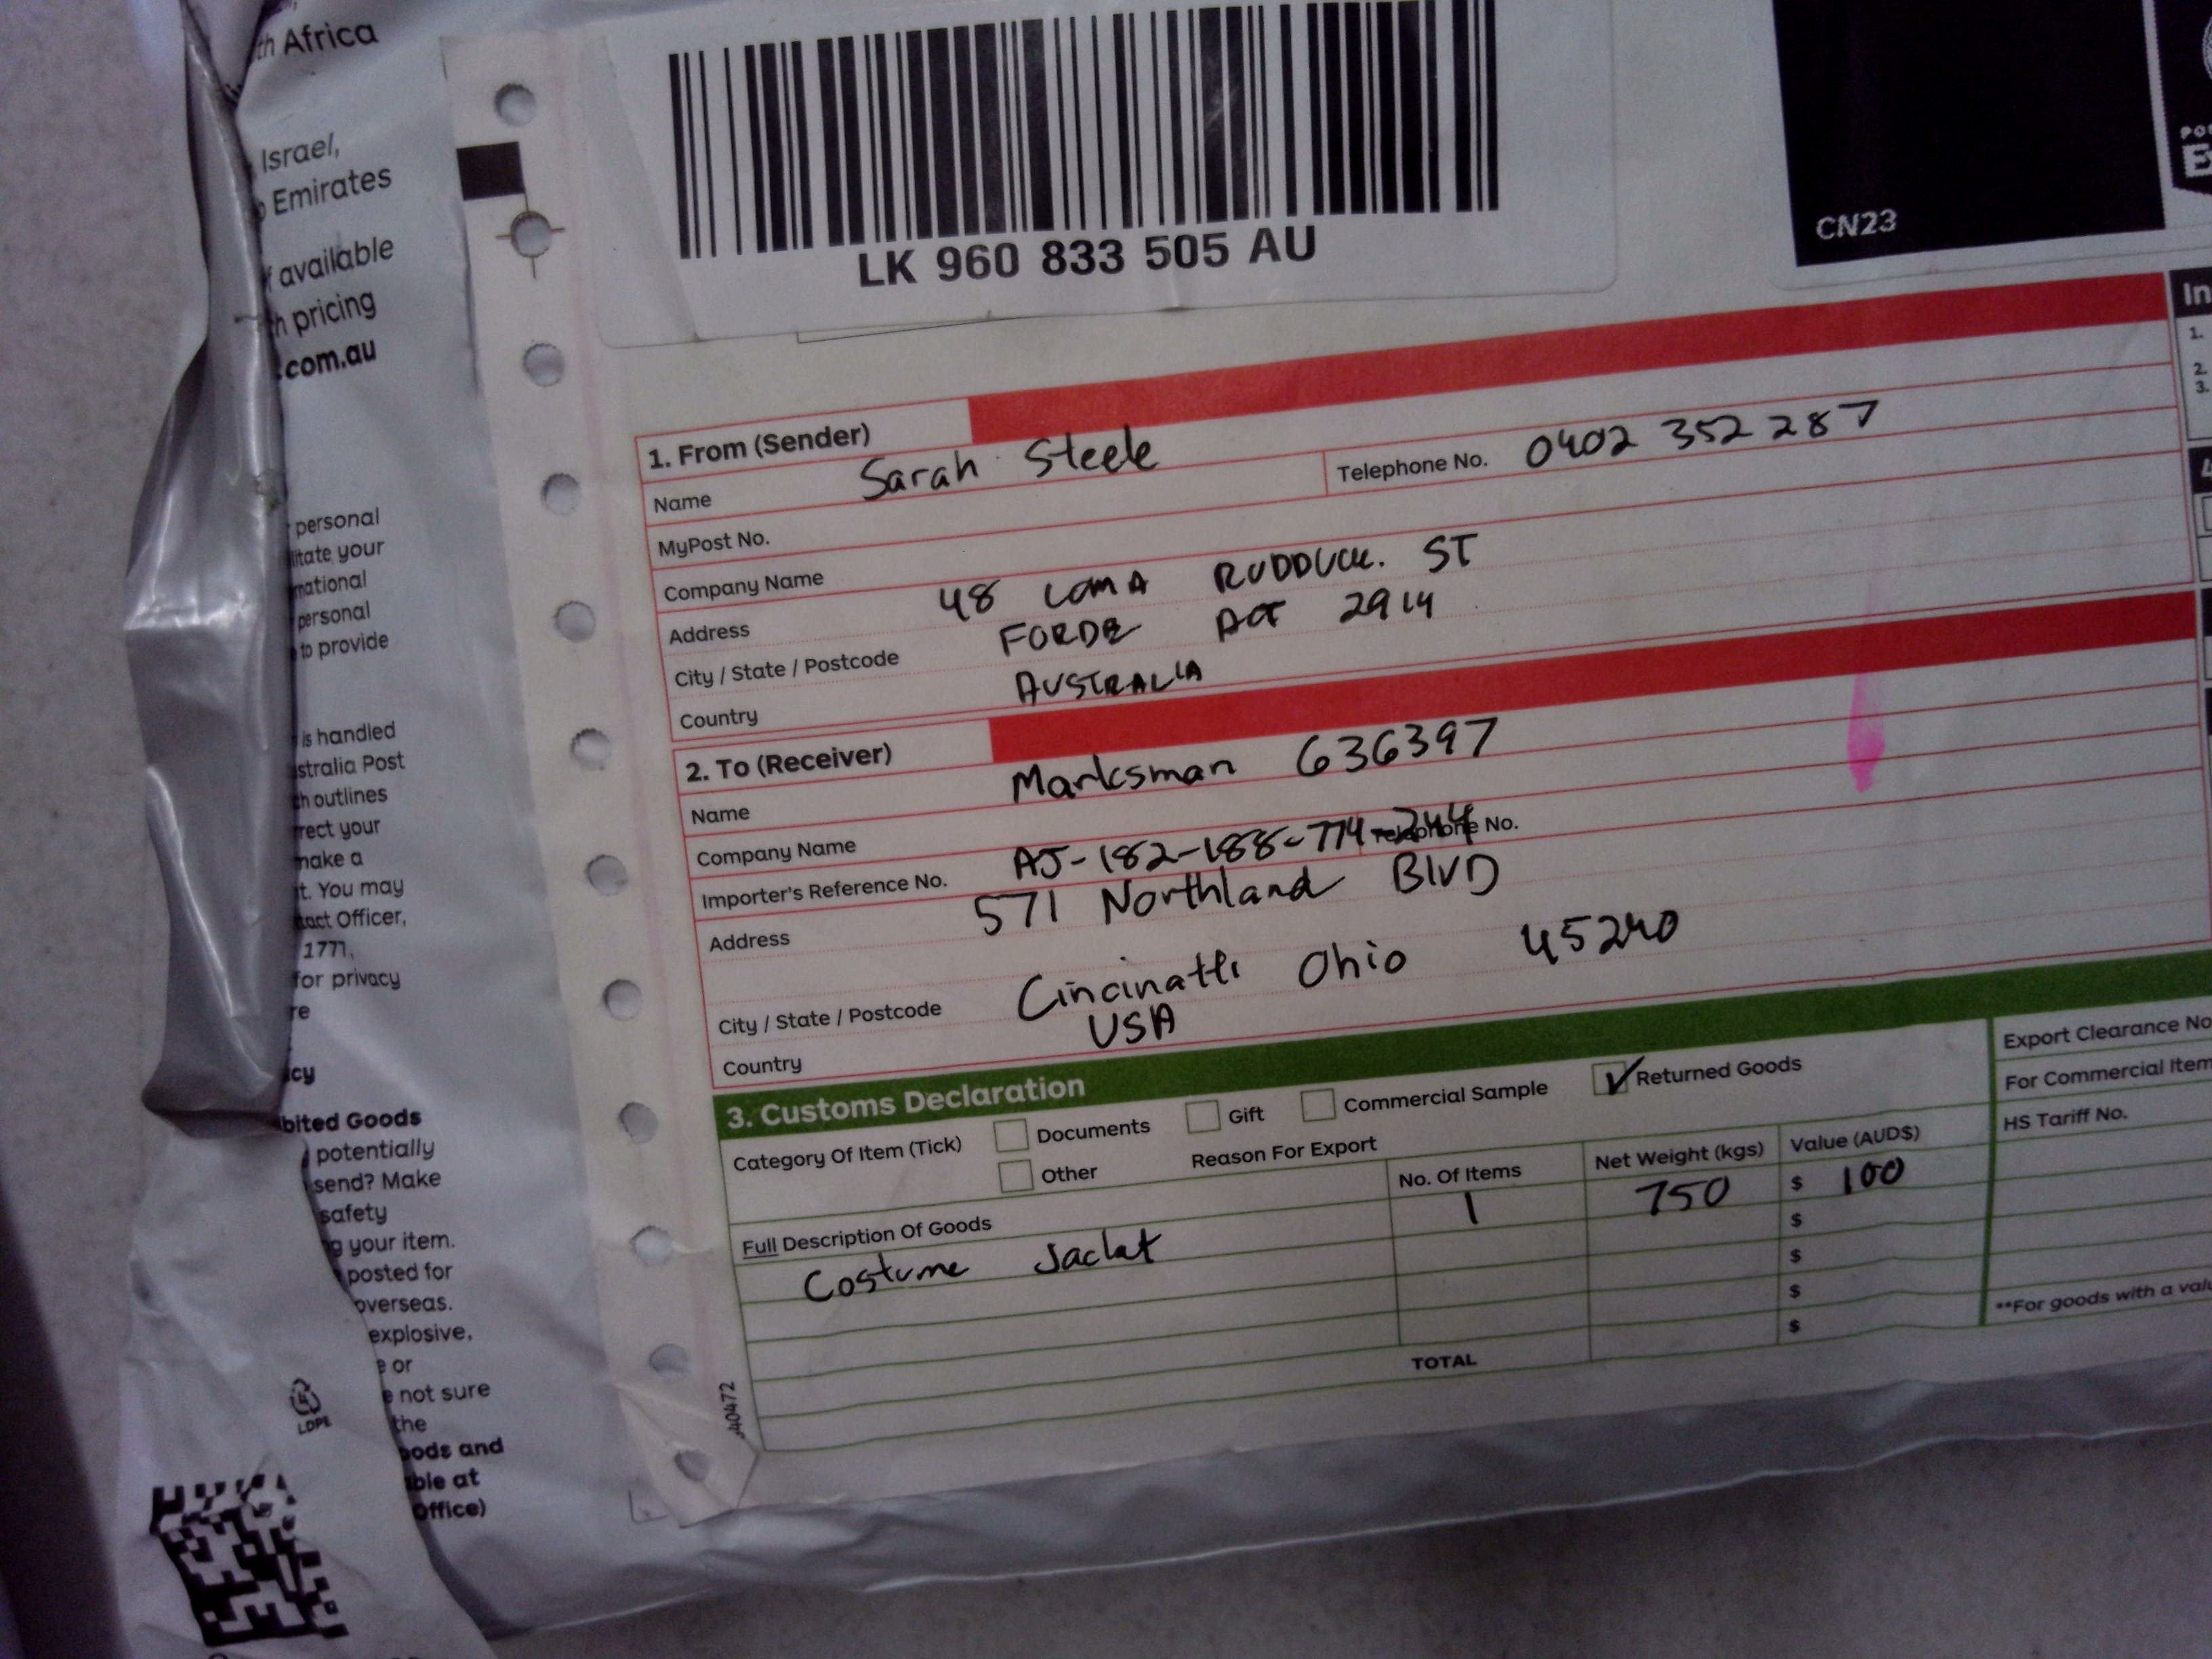 th Africa
Israel,
Emirates
available
pricing
.com.au
personal
itate your
national
personal
to provide
is handled
stralia Post
h outlines
rect your
make a
t. You may
tact Officer,
1771,
for privacy
re
cy
bited Goods
potentially
send? Make
safety
g your item.
posted for
overseas.
explosive,
e or
e not sure
the
oods and
ble at
Office)
LDPE
LK 960 833 505 AU
CN23
1. From (Sender)
Name Sarah Steele Telephone No. 0402 352 287
MyPost No.
Company Name
Address 48 LOMA RUDDUCK. ST
City / State / Postcode FORDE ACT 2914
Country AUSTRALIA
2. To (Receiver)
Name Marksman 636397
Company Name
Importer's Reference No. AJ-182-188-774-244 Telephone No.
Address 571 Northland BLVD
City / State / Postcode Cincinatti Ohio 45240
Country USA
3. Customs Declaration
Category Of Item (Tick) Documents Gift Commercial Sample Returned Goods
Other Reason For Export
Full Description Of Goods No. Of Items Net Weight (kgs) Value (AUD$)
Costume Jacket 1 750 $ 100
$
$
$
$
TOTAL
Export Clearance No
For Commercial Item
HS Tariff No.
**For goods with a valu
In
1.
2.
3.
40472